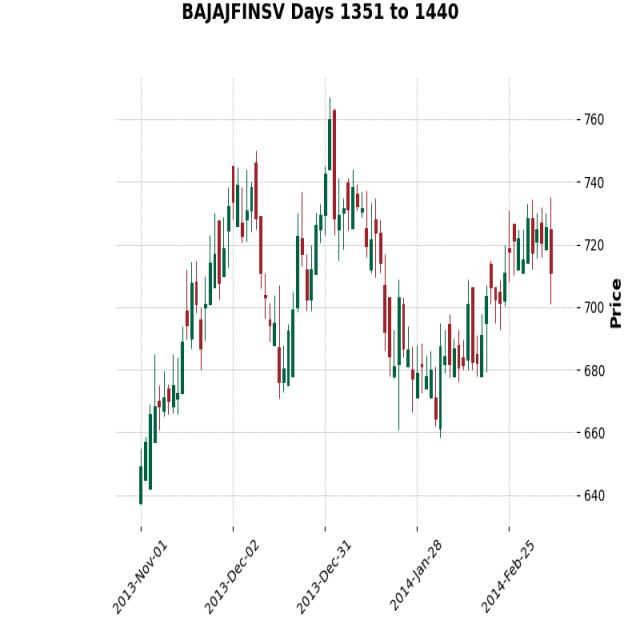 BAJAJFINSV Days 1351 to 1440
760
740
720
700
680
660
640
Price
2013-Nov-01
2013-Dec-02
2013-Dec-31
2014-Jan-28
2014-Feb-25